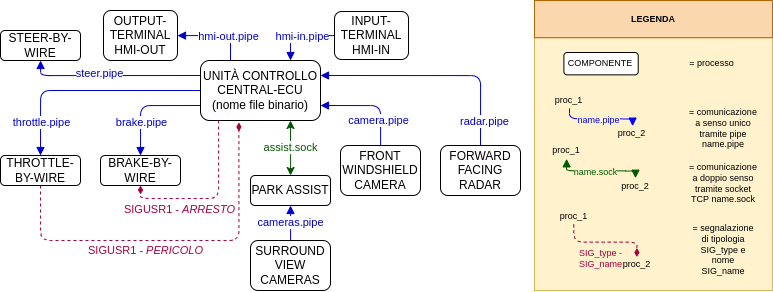 OUTPUT-
TERMINAL
HMI-OUT
INPUT-
TERMINAL
HMI-IN
STEER-BY-
WIRE
hmi-out.pipe
hmi-in.pipe
steer.pipe
UNITÀ CONTROLLO
CENTRAL-ECU
(nome file binario)
throttle.pipe
brake.pipe
camera.pipe
radar.pipe
assist.sock
THROTTLE-
BY-WIRE
BRAKE-BY-
WIRE
FRONT
WINDSHIELD
CAMERA
FORWARD
FACING
RADAR
PARK ASSIST
SIGUSR1 - ARRESTO
cameras.pipe
SIGUSR1 - PERICOLO
SURROUND
VIEW
CAMERAS
LEGENDA
COMPONENTE
= processo
proc_1
name.pipe
proc_2
= comunicazione
a senso unico
tramite pipe
name.pipe
proc_1
name.sock
proc_2
= comunicazione
a doppio senso
tramite socket
TCP name.sock
proc_1
SIG_type -
SIG_name
proc_2
= segnalazione
di tipologia
SIG_type e
nome
SIG_name